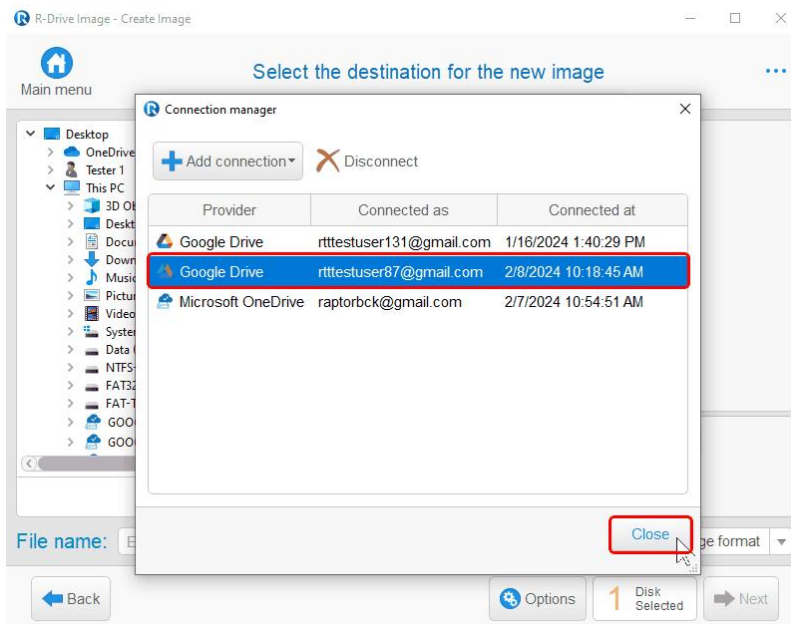 R-Drive Image - Create Image
Main menu
Select the destination for the new image
Connection manager
Add connection
Disconnect
Provider Connected as Connected at
Google Drive rtttestuser131@gmail.com 1/16/2024 1:40:29 PM
Google Drive rtttestuser87@gmail.com 2/8/2024 10:18:45 AM
Microsoft OneDrive raptorbck@gmail.com 2/7/2024 10:54:51 AM
Close
Desktop
OneDrive
Tester 1
This PC
3D Ob
Deskt
Docu
Down
Music
Pictur
Video
System
Data (
NTFS-
FAT32
FAT-T
GOO
GOO
File name:
ge format
Back
Options
1 Disk
Selected
Next